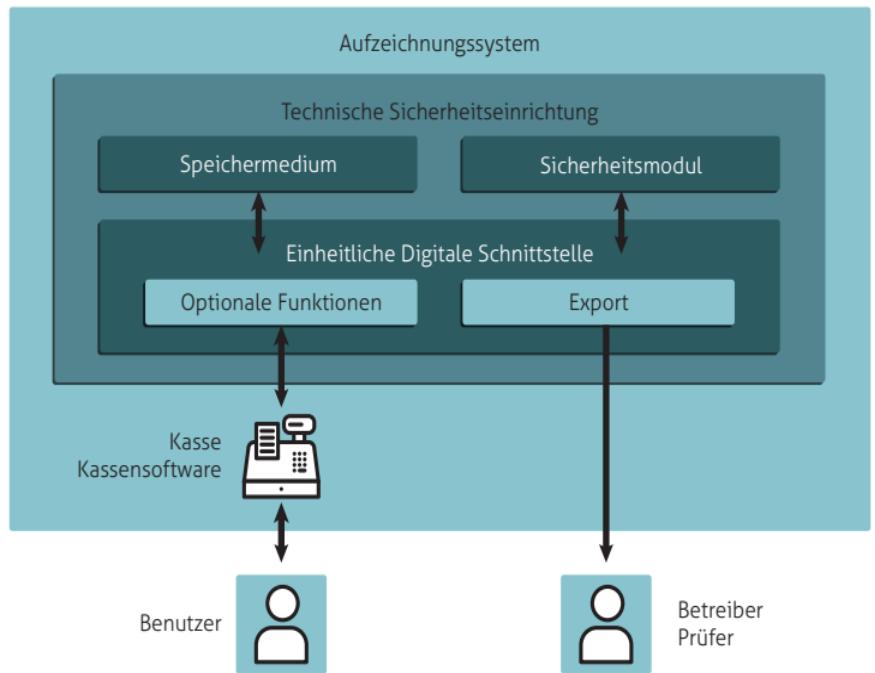 Aufzeichnungssystem
Technische Sicherheitseinrichtung
Speichermedium
Sicherheitsmodul
Einheitliche Digitale Schnittstelle
Optionale Funktionen
Export
Kasse
Kassensoftware
Benutzer
Betreiber
Prüfer